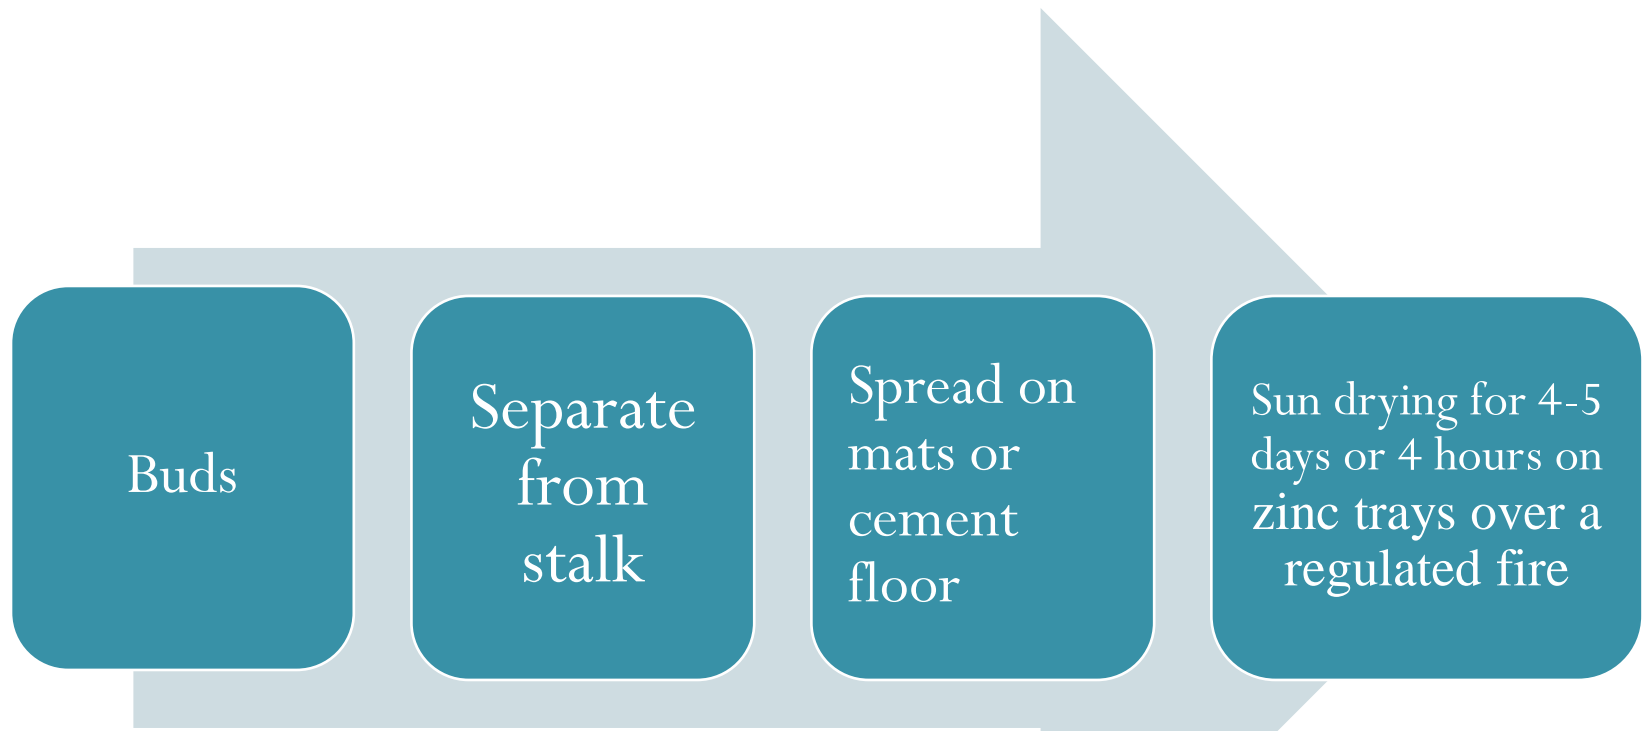 Buds
Separate
from
stalk
Spread on
mats or
cement
floor
Sun drying for 4-5
days or 4 hours on
zinc trays over a
regulated fire